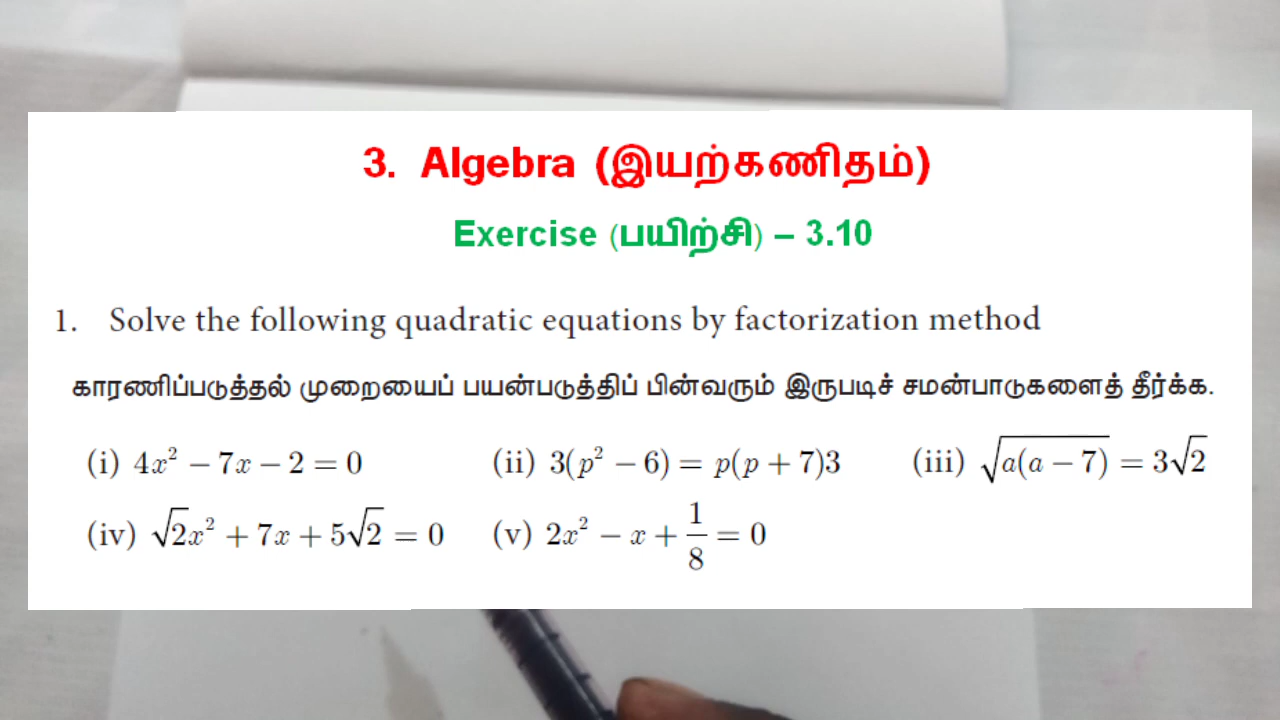 3. Algebra (இயற்கணிதம்)
Exercise (பயிற்சி) – 3.10
1. Solve the following quadratic equations by factorization method
காரணிப்படுத்தல் முறையைப் பயன்படுத்திப் பின்வரும் இருபடிச் சமன்பாடுகளைத் தீர்க்க.
(i) 4x² − 7x − 2 = 0 (ii) 3(p² − 6) = p(p + 7)3 (iii) √(a(a − 7)) = 3√2
(iv) √2x² + 7x + 5√2 = 0 (v) 2x² − x + 1/8 = 0